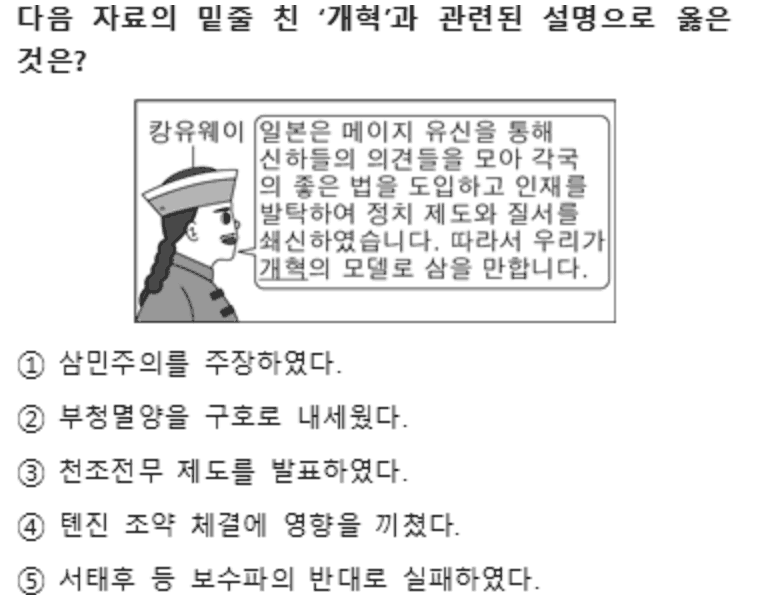 다음 자료의 밑줄 친 ‘개혁’과 관련된 설명으로 옳은
것은?
캉유웨이
일본은 메이지 유신을 통해
신하들의 의견들을 모아 각국
의 좋은 법을 도입하고 인재를
발탁하여 정치 제도와 질서를
쇄신하였습니다. 따라서 우리가
개혁의 모델로 삼을 만합니다.
① 삼민주의를 주장하였다.
② 부청멸양을 구호로 내세웠다.
③ 천조전무 제도를 발표하였다.
④ 톈진 조약 체결에 영향을 끼쳤다.
⑤ 서태후 등 보수파의 반대로 실패하였다.